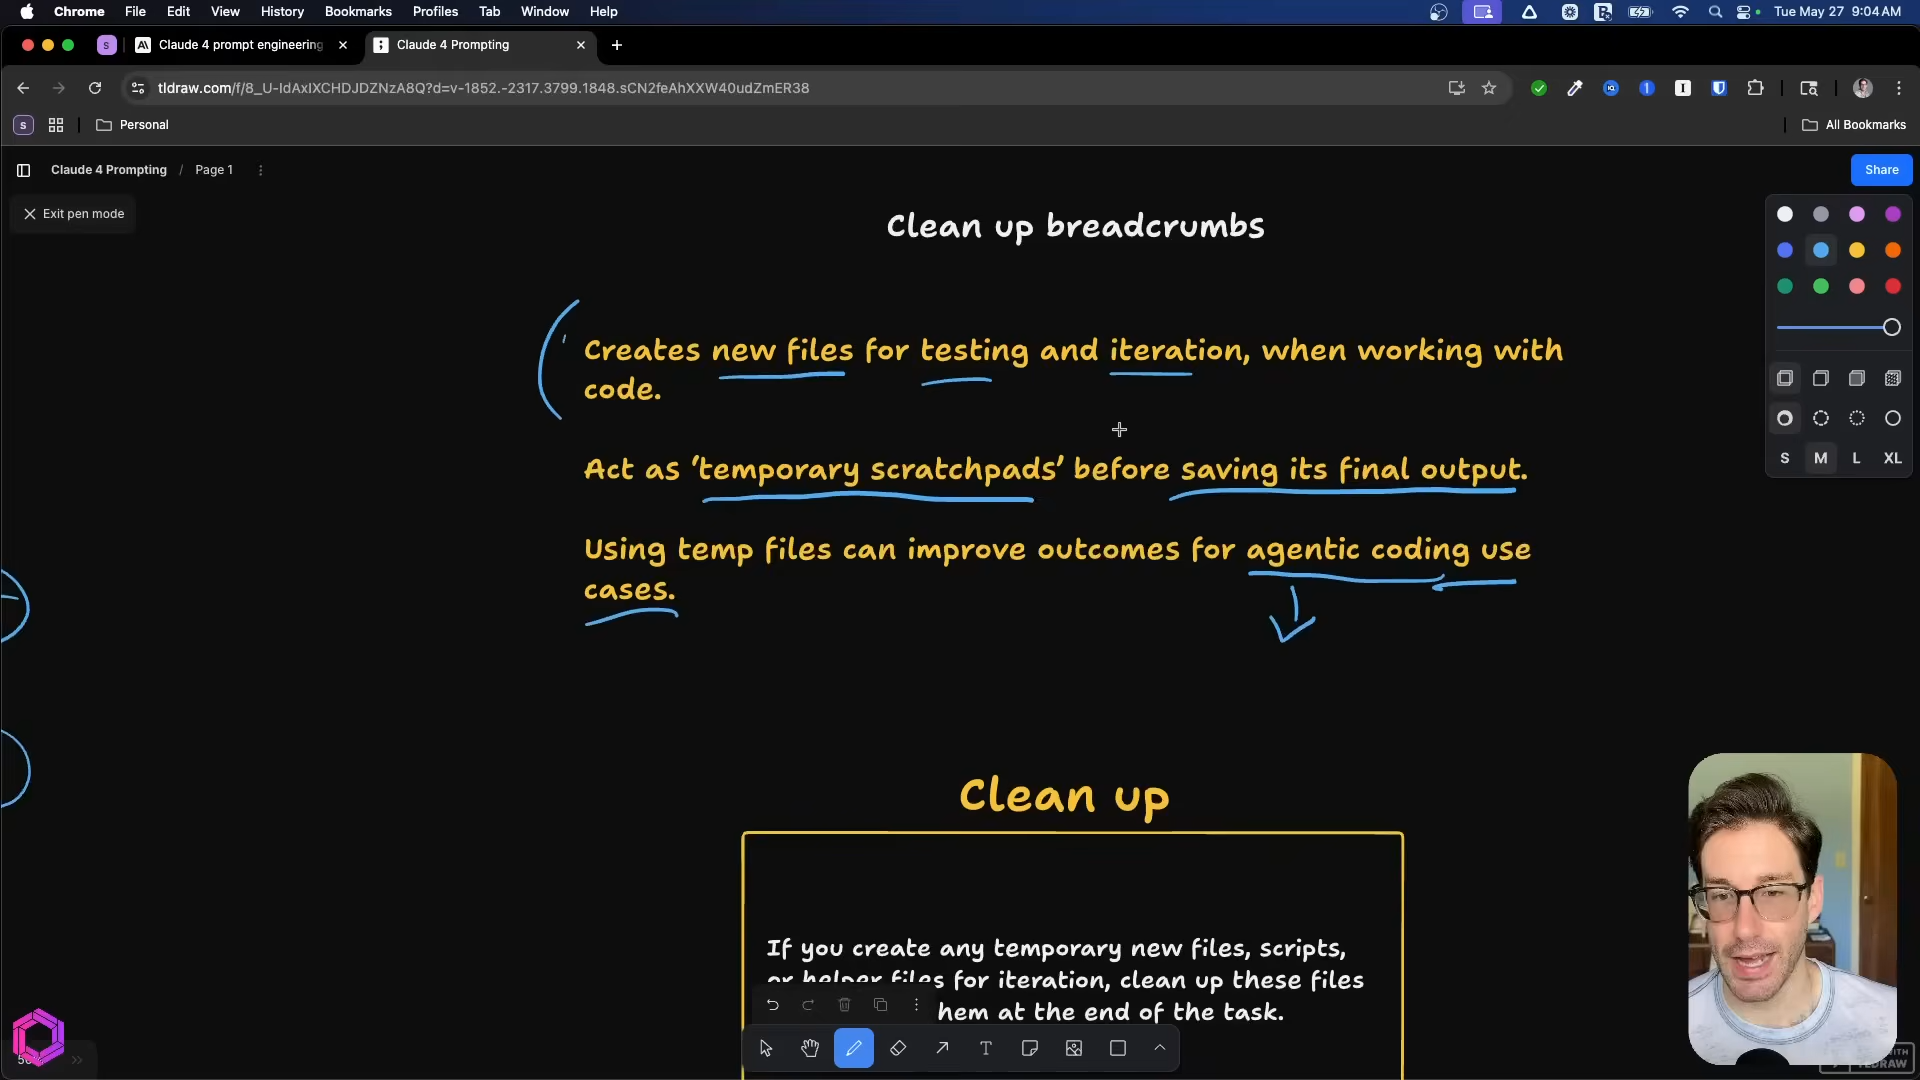 Chrome File Edit View History Bookmarks Profiles Tab Window Help Tue May 27 9:04 AM
S Claude 4 prompt engineering Claude 4 Prompting
tldraw.com/f/8_U-IdAxIXCHDJDZNzA8Q?d=v-1852.-2317.3799.1848.sCN2feAhXXW40udZmER38
S Personal All Bookmarks
Claude 4 Prompting / Page 1 Share
Exit pen mode
Clean up breadcrumbs
Creates new files for testing and iteration, when working with
code.
Act as 'temporary scratchpads' before saving its final output.
S M L XL
Using temp files can improve outcomes for agentic coding use
cases.
Clean up
If you create any temporary new files, scripts,
or helper files for iteration, clean up these files
hem at the end of the task.